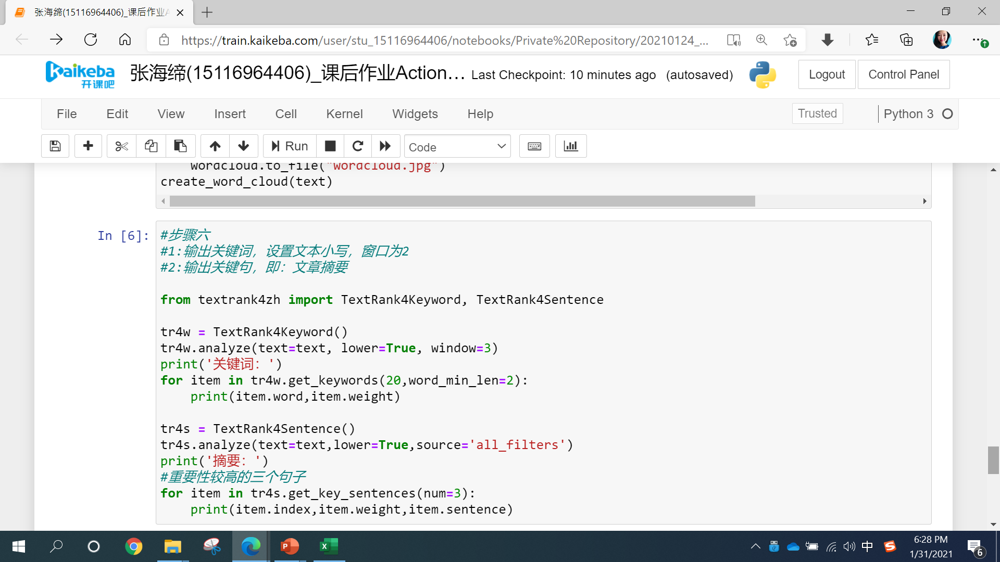 张海缔(15116964406)_课后作业A
https://train.kaikeba.com/user/stu_15116964406/notebooks/Private%20Repository/20210124_...
Kaikeba
开课吧
张海缔(15116964406)_课后作业Action... Last Checkpoint: 10 minutes ago (autosaved)
Logout
Control Panel
File Edit View Insert Cell Kernel Widgets Help
Trusted
Python 3
Run
Code
wordcloud.to_file("wordcloud.jpg")
create_word_cloud(text)
In [6]:
#步骤六
#1:输出关键词，设置文本小写，窗口为2
#2:输出关键句，即：文章摘要
from textrank4zh import TextRank4Keyword, TextRank4Sentence
tr4w = TextRank4Keyword()
tr4w.analyze(text=text, lower=True, window=3)
print('关键词：')
for item in tr4w.get_keywords(20,word_min_len=2):
    print(item.word,item.weight)
tr4s = TextRank4Sentence()
tr4s.analyze(text=text,lower=True,source='all_filters')
print('摘要：')
#重要性较高的三个句子
for item in tr4s.get_key_sentences(num=3):
    print(item.index,item.weight,item.sentence)
中
6:28 PM
1/31/2021
6